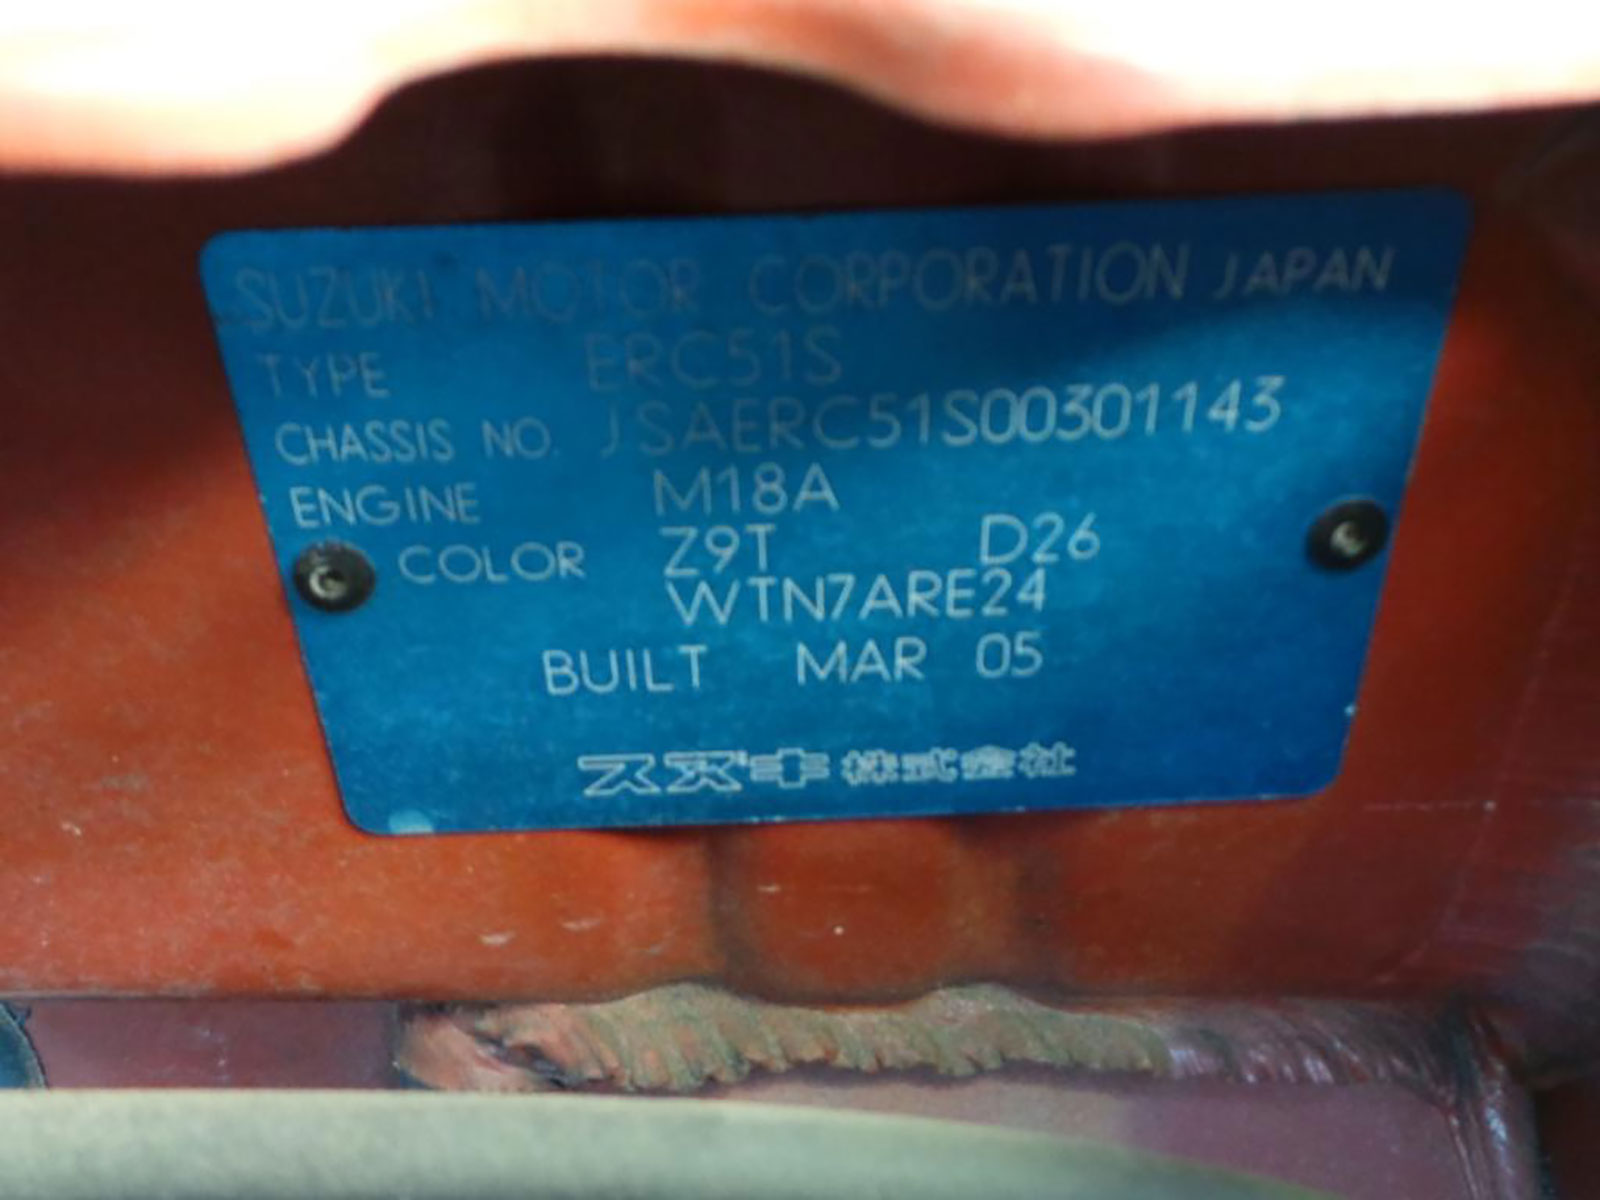 SUZUKI MOTOR CORPORATION JAPAN
TYPE ERC51S
CHASSIS NO. JSAERC51S00301143
ENGINE M18A
COLOR Z9T D26
WTN7ARE24
BUILT MAR 05
スズキ株式会社